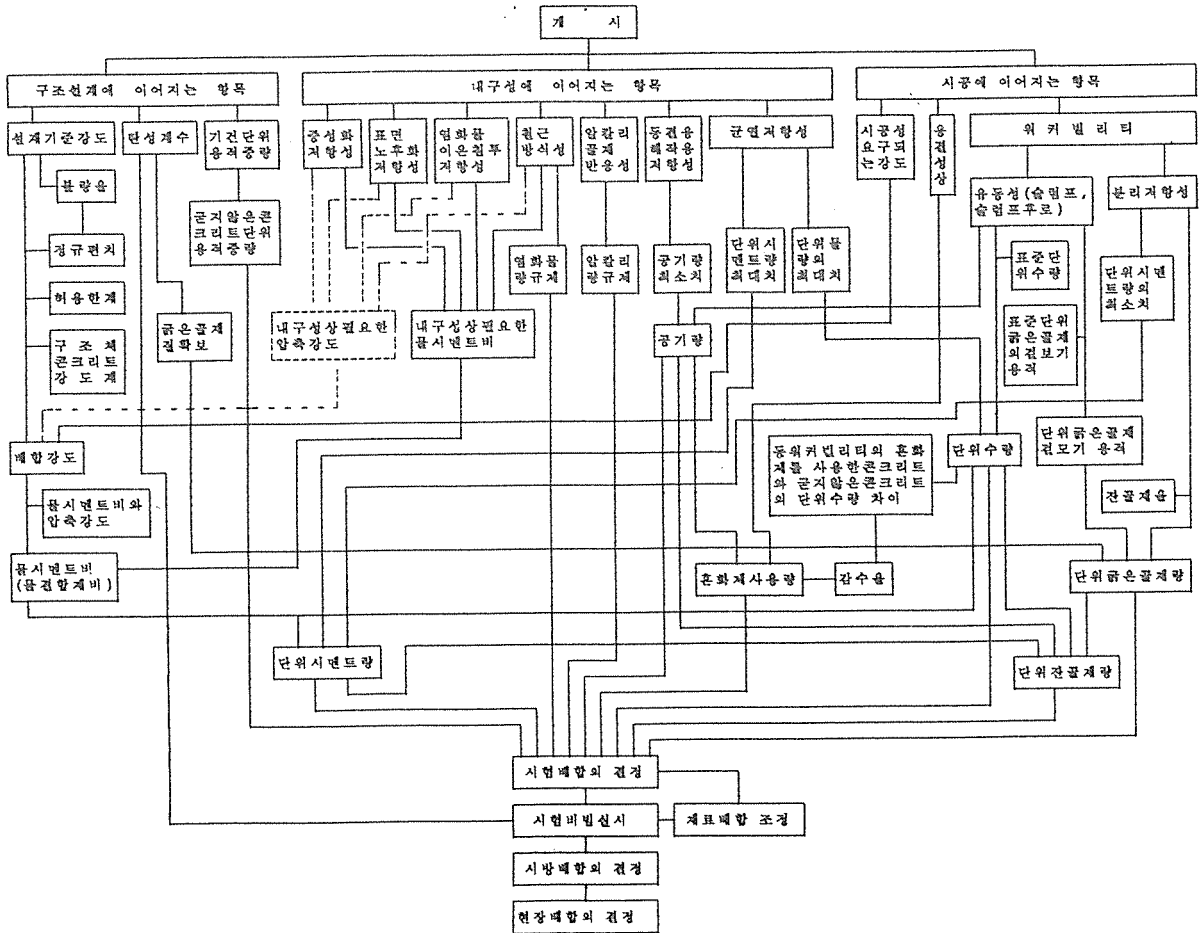 개 시
구조설계에 이어지는 항목
내구성에 이어지는 항목
시공에 이어지는 항목
설계기준강도
탄성계수
기건단위
용적중량
중성화
저항성
표면
노후화
저항성
염화물
이온침투
저항성
철근
방식성
알칼리
골재
반응성
동결융
해작용
저항성
균열저항성
시공성
요구되
는강도
응결성상
워 커 빌 리 티
불량율
정규편차
허용한계
구 조 체
콘크리트
강 도 계
굳지않은콘
크리트단위
용적중량
굵은골재
질확보
내구성상필요한
압축강도
내구성상필요한
물시멘트비
염화물
량규제
알칼리
량규제
공기량
최소치
단위시
멘트량
최대치
단위물
량의
최대치
공기량
유동성(슬럼프,
슬럼프후로)
분리저항성
표준단
위수량
표준단위
굵은골재
의겉보기
용적
단위시멘
트량의
최소치
배합강도
물시멘트비와
압축강도
물시멘트비
(물결합재비)
동워커빌리티의 혼화
제를 사용한콘크리트
와 굳지않은콘크리트
의 단위수량 차이
단위수량
단위굵은골재
겉모기 용적
잔골재율
혼화제사용량
감수율
단위굵은골재량
단위시멘트량
단위잔골재량
시험배합의 결정
시험비빔실시
재료배합 조정
시방배합의 결정
현장배합의 결정